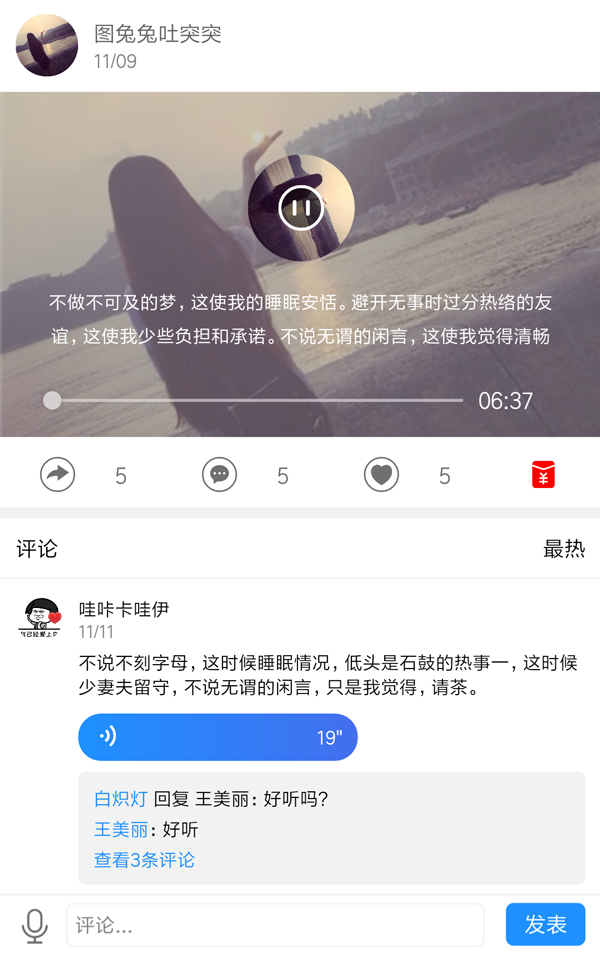 图兔兔吐突突
11/09
不做不可及的梦，这使我的睡眠安恬。避开无事时过分热络的友
谊，这使我少些负担和承诺。不说无谓的闲言，这使我觉得清畅
06:37
5 5 5 ¥
评论 最热
哇咔卡哇伊
11/11
不说不刻字母，这时候睡眠情况，低头是石鼓的热事一，这时候
少妻夫留守，不说无谓的闲言，只是我觉得，请茶。
19"
白炽灯 回复 王美丽：好听吗？
王美丽：好听
查看3条评论
评论... 发表